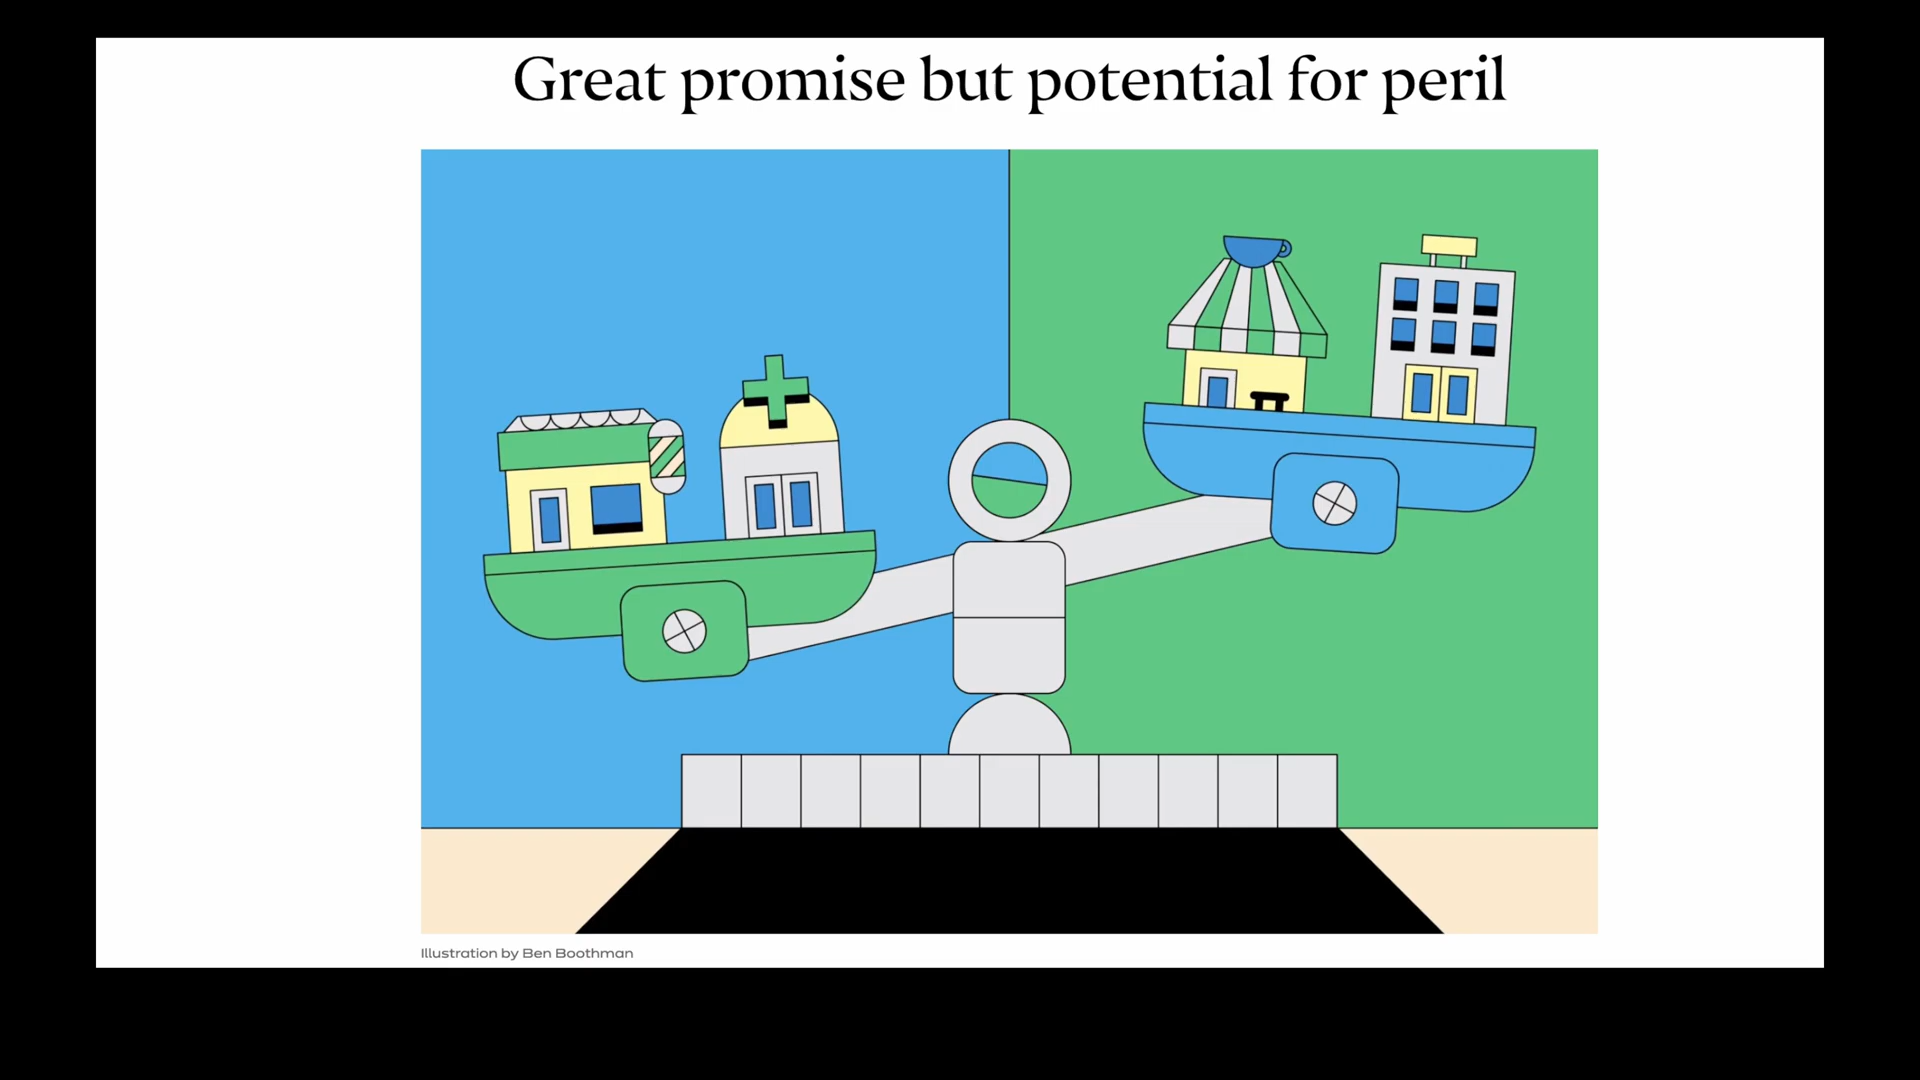 Great promise but potential for peril
Illustration by Ben Boothman